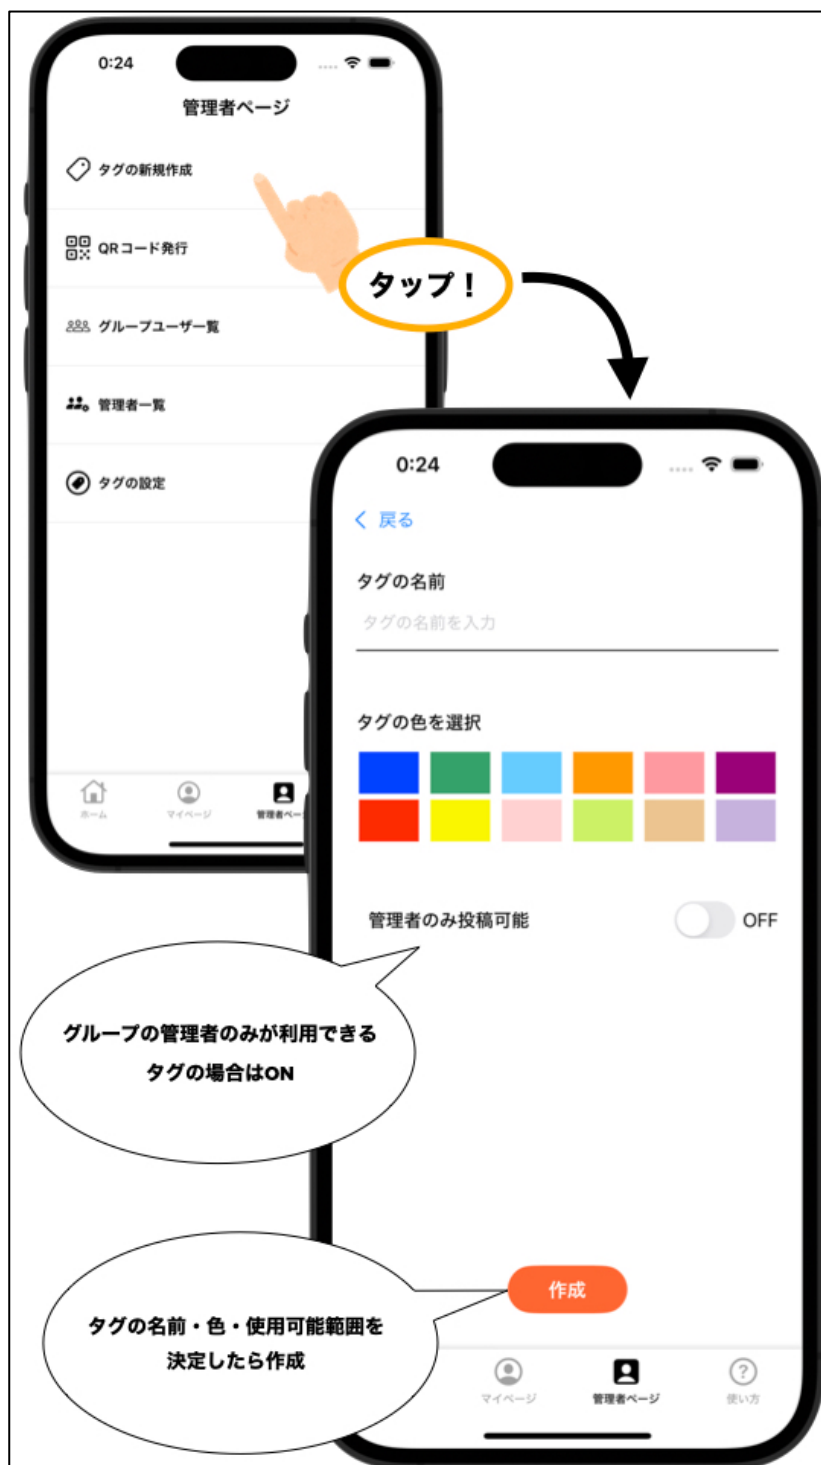 0:24
管理者ページ
タグの新規作成
QRコード発行
グループユーザ一覧
管理者一覧
タグの設定
ホーム
マイページ
管理者ペー
タップ！
0:24
戻る
タグの名前
タグの名前を入力
タグの色を選択
管理者のみ投稿可能
OFF
グループの管理者のみが利用できる
タグの場合はON
作成
タグの名前・色・使用可能範囲を
決定したら作成
マイページ
管理者ページ
?
使い方